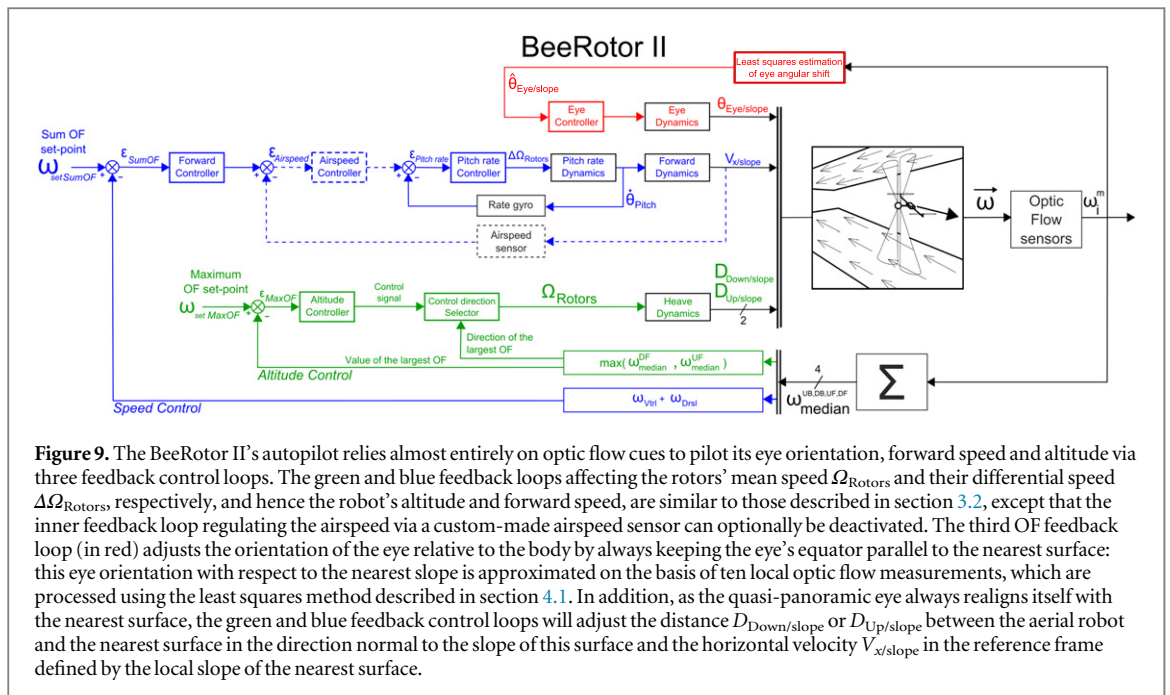 BeeRotor II
Least squares estimation
of eye angular shift
θ̂Eye/slope
Eye
Controller
Eye
Dynamics
θEye/slope
Sum OF
set-point
ωsetSumOF
+
-
εSumOF
Forward
Controller
+
-
εAirspeed
Airspeed
Controller
+
-
εPitch rate
Pitch rate
Controller
ΔΩRotors
Pitch rate
Dynamics
Forward
Dynamics
Vx/slope
Rate gyro
θ̇Pitch
Airspeed
sensor
ω⃗
Optic
Flow
sensors
ωiᵐ
Maximum
OF set-point
ωset MaxOF
+
-
εMaxOF
Altitude
Controller
Control
signal
Control direction
Selector
ΩRotors
Heave
Dynamics
DDown/slope
DUp/slope
2
Direction of the
largest OF
Value of the largest OF
max( ωmedianDF , ωmedianUF )
Altitude Control
4
ωmedianUB,DB,UF,DF
Σ
ωVtrl + ωDrsl
Speed Control
Figure 9. The BeeRotor II's autopilot relies almost entirely on optic flow cues to pilot its eye orientation, forward speed and altitude via
three feedback control loops. The green and blue feedback loops affecting the rotors' mean speed ΩRotors and their differential speed
ΔΩRotors, respectively, and hence the robot's altitude and forward speed, are similar to those described in section 3.2, except that the
inner feedback loop regulating the airspeed via a custom-made airspeed sensor can optionally be deactivated. The third OF feedback
loop (in red) adjusts the orientation of the eye relative to the body by always keeping the eye's equator parallel to the nearest surface:
this eye orientation with respect to the nearest slope is approximated on the basis of ten local optic flow measurements, which are
processed using the least squares method described in section 4.1. In addition, as the quasi-panoramic eye always realigns itself with
the nearest surface, the green and blue feedback control loops will adjust the distance DDown/slope or DUp/slope between the aerial robot
and the nearest surface in the direction normal to the slope of this surface and the horizontal velocity Vx/slope in the reference frame
defined by the local slope of the nearest surface.